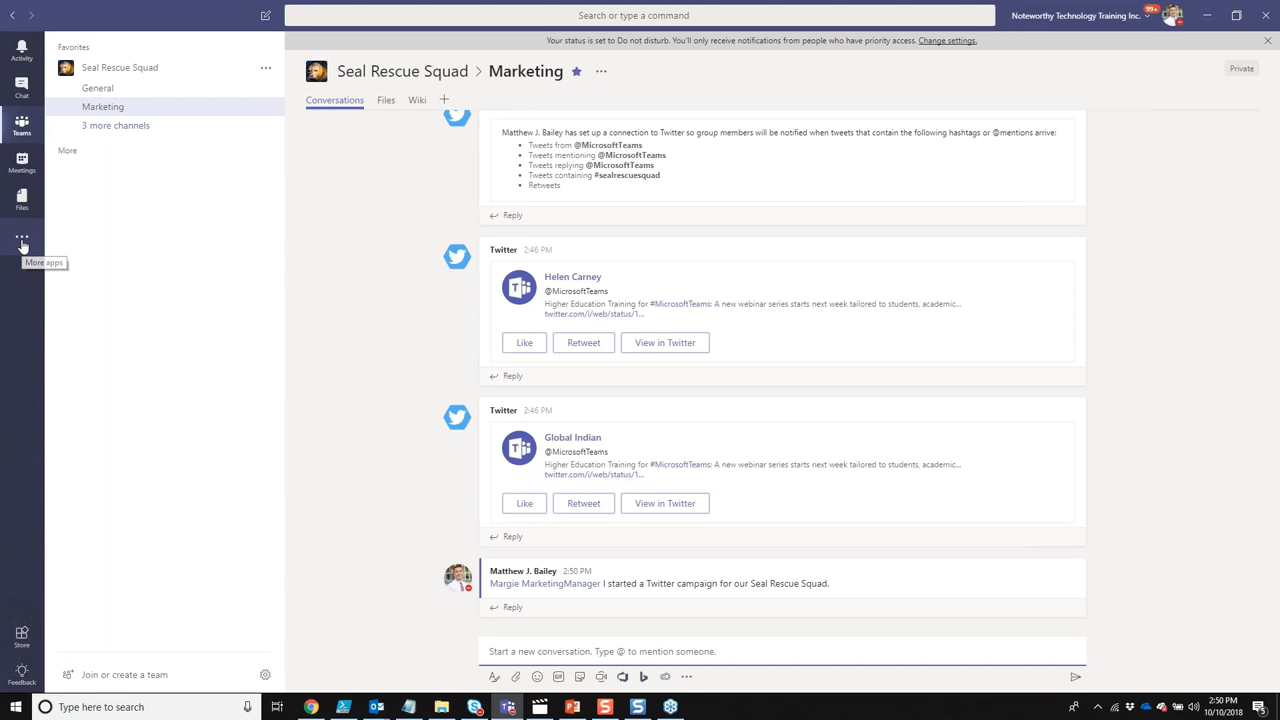 Search or type a command
Noteworthy Technology Training Inc.
Your status is set to Do not disturb. You'll only receive notifications from people who have priority access. Change settings.
Activity
Chat
Teams
Meetings
Files
More apps
Store
Feedback
Favorites
Seal Rescue Squad
General
Marketing
3 more channels
More
Join or create a team
Seal Rescue Squad > Marketing
Private
Conversations Files Wiki
Matthew J. Bailey has set up a connection to Twitter so group members will be notified when tweets that contain the following hashtags or @mentions arrive:
• Tweets from @MicrosoftTeams
• Tweets mentioning @MicrosoftTeams
• Tweets replying @MicrosoftTeams
• Tweets containing #sealrescuesquad
• Retweets
Reply
Twitter 2:46 PM
Helen Carney
@MicrosoftTeams
Higher Education Training for #MicrosoftTeams: A new webinar series starts next week tailored to students, academic...
twitter.com/i/web/status/1...
Like Retweet View in Twitter
Reply
Twitter 2:46 PM
Global Indian
@MicrosoftTeams
Higher Education Training for #MicrosoftTeams: A new webinar series starts next week tailored to students, academic...
twitter.com/i/web/status/1...
Like Retweet View in Twitter
Reply
Matthew J. Bailey 2:50 PM
Margie MarketingManager I started a Twitter campaign for our Seal Rescue Squad.
Reply
Start a new conversation. Type @ to mention someone.
GIF
Type here to search
2:50 PM
10/10/2018